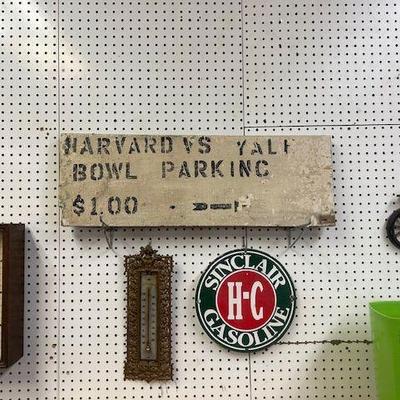 HARVARD VS YALE
BOWL PARKING
$1.00
SINCLAIR
H-C
GASOLINE